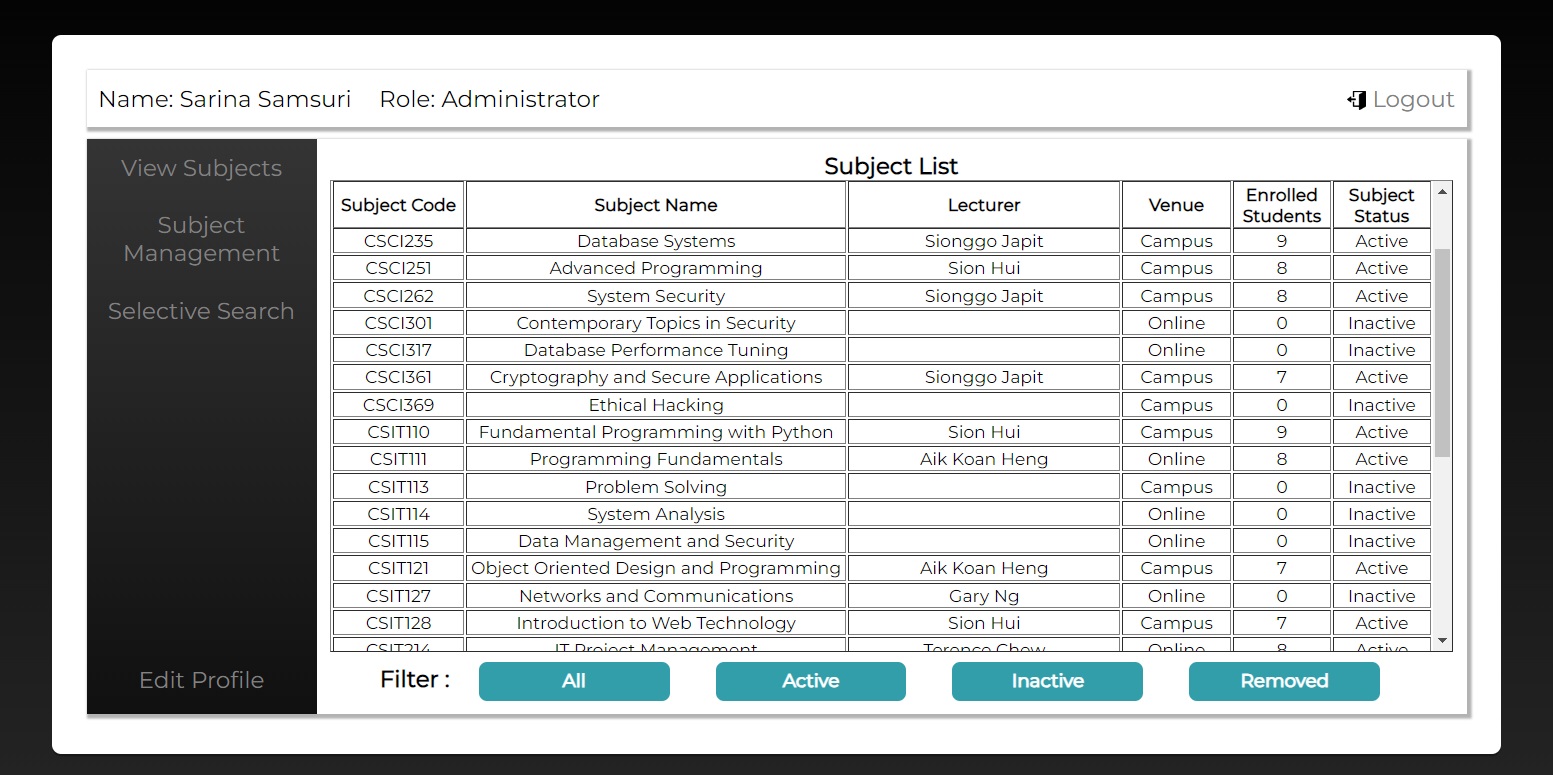 Name: Sarina Samsuri Role: Administrator Logout
View Subjects
Subject
Management
Selective Search
Edit Profile
Subject List
Subject Code Subject Name Lecturer Venue Enrolled Students Subject Status
CSCI235 Database Systems Sionggo Japit Campus 9 Active
CSCI251 Advanced Programming Sion Hui Campus 8 Active
CSCI262 System Security Sionggo Japit Campus 8 Active
CSCI301 Contemporary Topics in Security Online 0 Inactive
CSCI317 Database Performance Tuning Online 0 Inactive
CSCI361 Cryptography and Secure Applications Sionggo Japit Campus 7 Active
CSCI369 Ethical Hacking Campus 0 Inactive
CSIT110 Fundamental Programming with Python Sion Hui Campus 9 Active
CSIT111 Programming Fundamentals Aik Koan Heng Online 8 Active
CSIT113 Problem Solving Campus 0 Inactive
CSIT114 System Analysis Online 0 Inactive
CSIT115 Data Management and Security Online 0 Inactive
CSIT121 Object Oriented Design and Programming Aik Koan Heng Campus 7 Active
CSIT127 Networks and Communications Gary Ng Online 0 Inactive
CSIT128 Introduction to Web Technology Sion Hui Campus 7 Active
CSIT214 IT Project Management Terence Chew Online 8 Active
Filter : All Active Inactive Removed